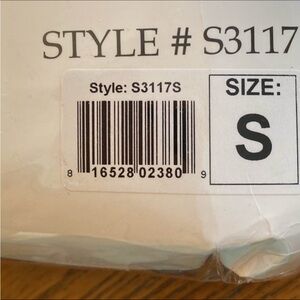 STYLE # S3117
Style: S3117S
SIZE:
S
8 16528 02380 9